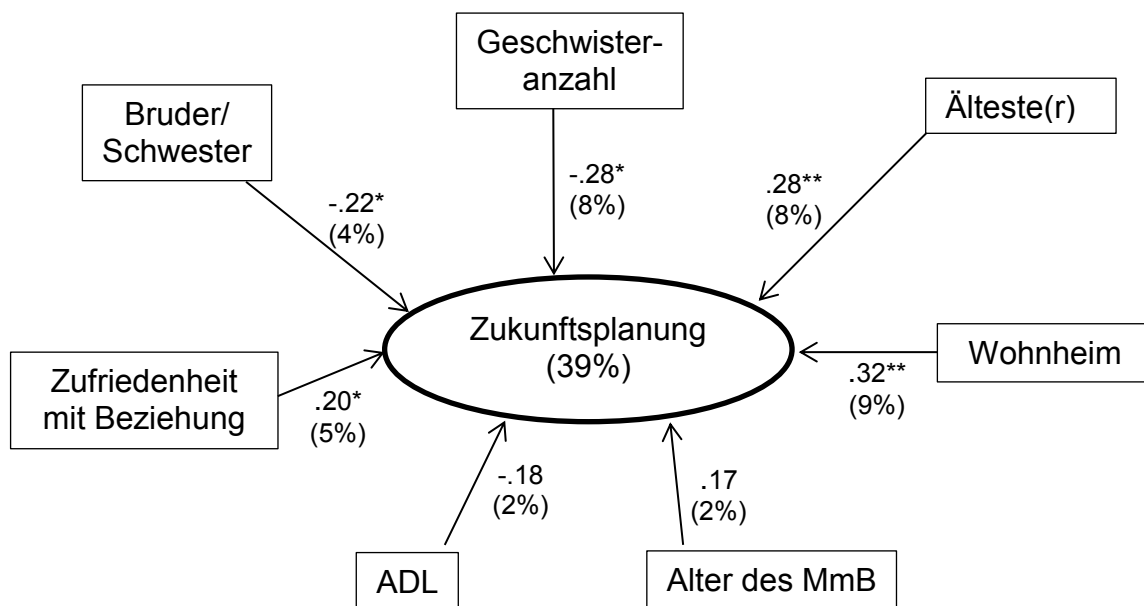 Geschwister-
anzahl
Bruder/
Schwester
Älteste(r)
-.22*
(4%)
-.28*
(8%)
.28**
(8%)
Zukunftsplanung
(39%)
Zufriedenheit
mit Beziehung
.20*
(5%)
Wohnheim
.32**
(9%)
-.18
(2%)
.17
(2%)
ADL
Alter des MmB